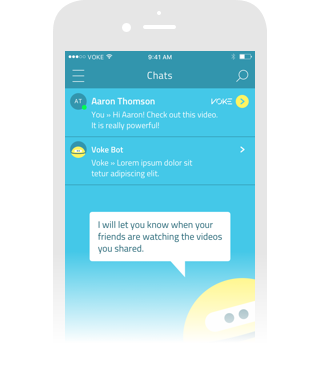 VOKE 9:41 AM
Chats
AT Aaron Thomson VOKE
You » Hi Aaron! Check out this video.
It is really powerful!
Voke Bot
Voke » Lorem ipsum dolor sit
tetur adipiscing elit.
I will let you know when your
friends are watching the videos
you shared.